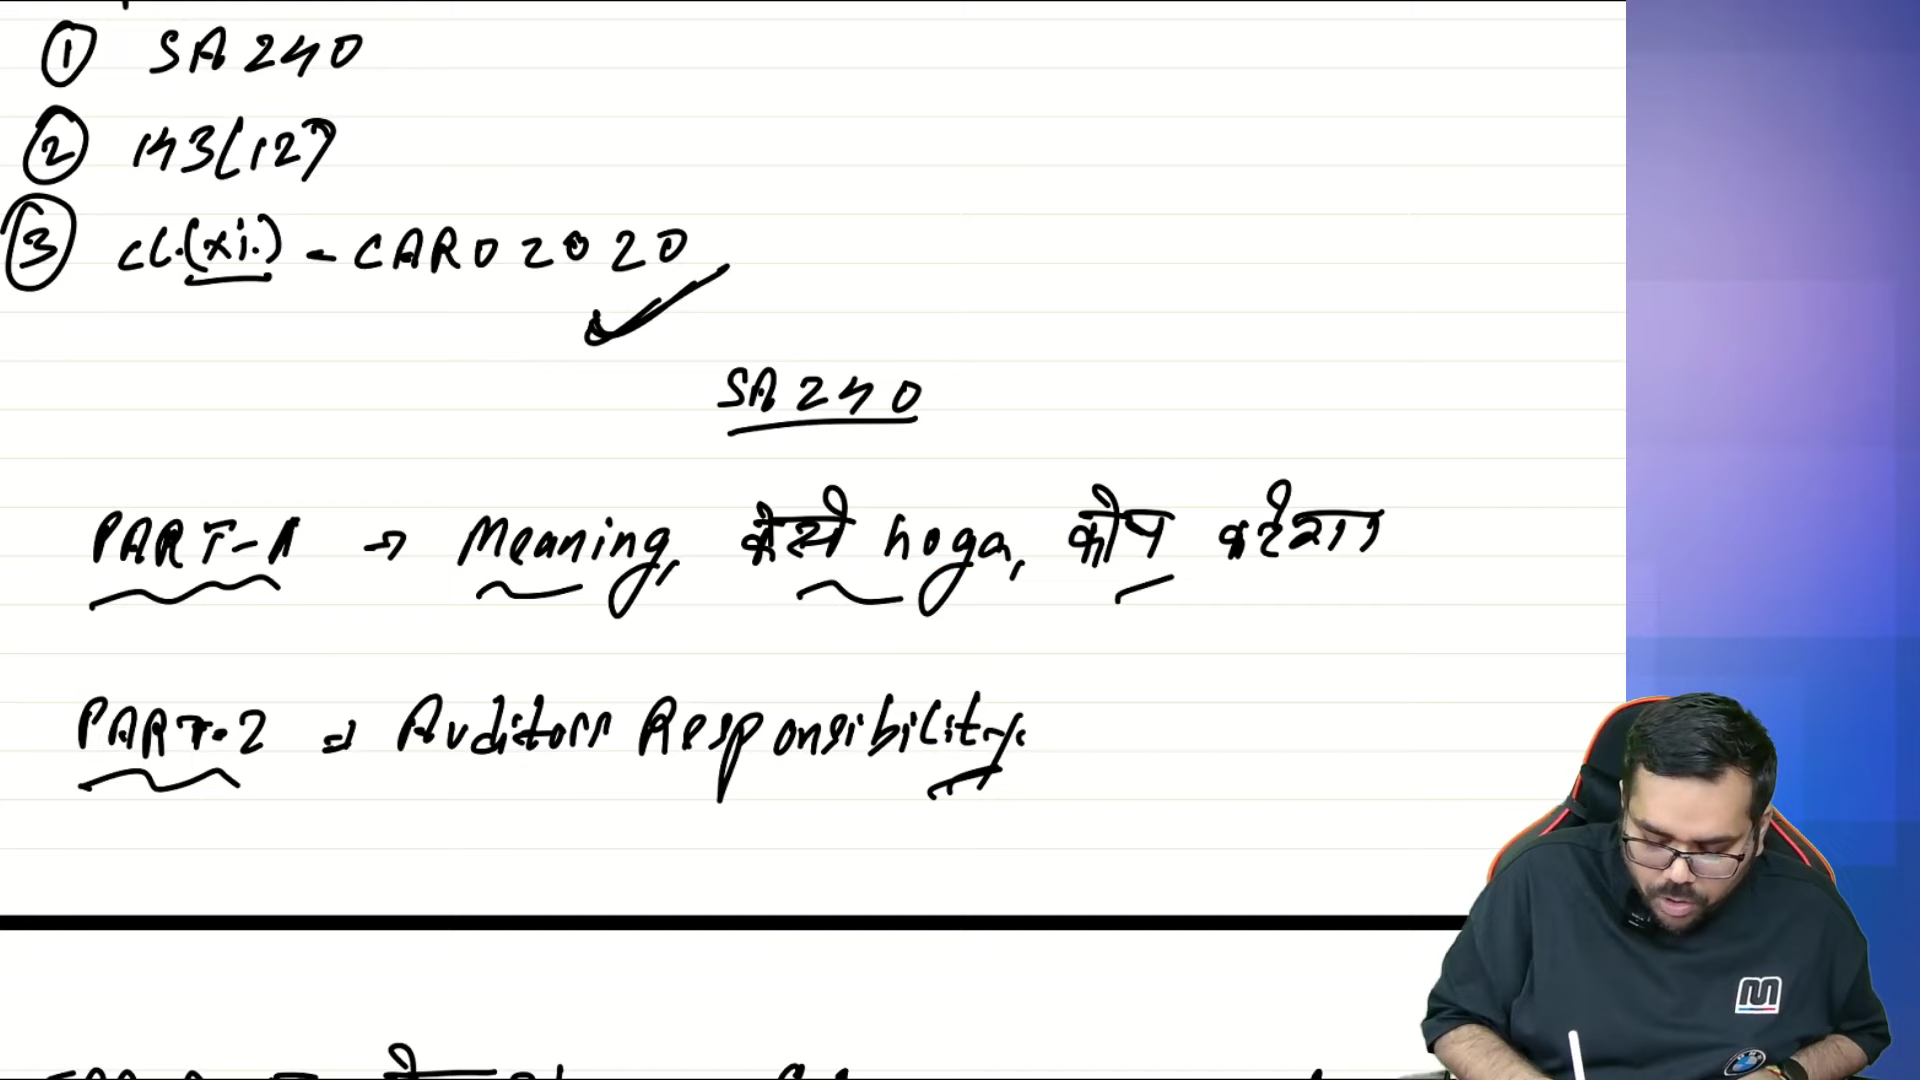 ① SA 240
② 143(12)
③ cl.(xi.) - CARO 2020
SA 240
PART-1 → Meaning, कैसे hoga, कौन करेगा
PART-2 → Auditors Responsibility